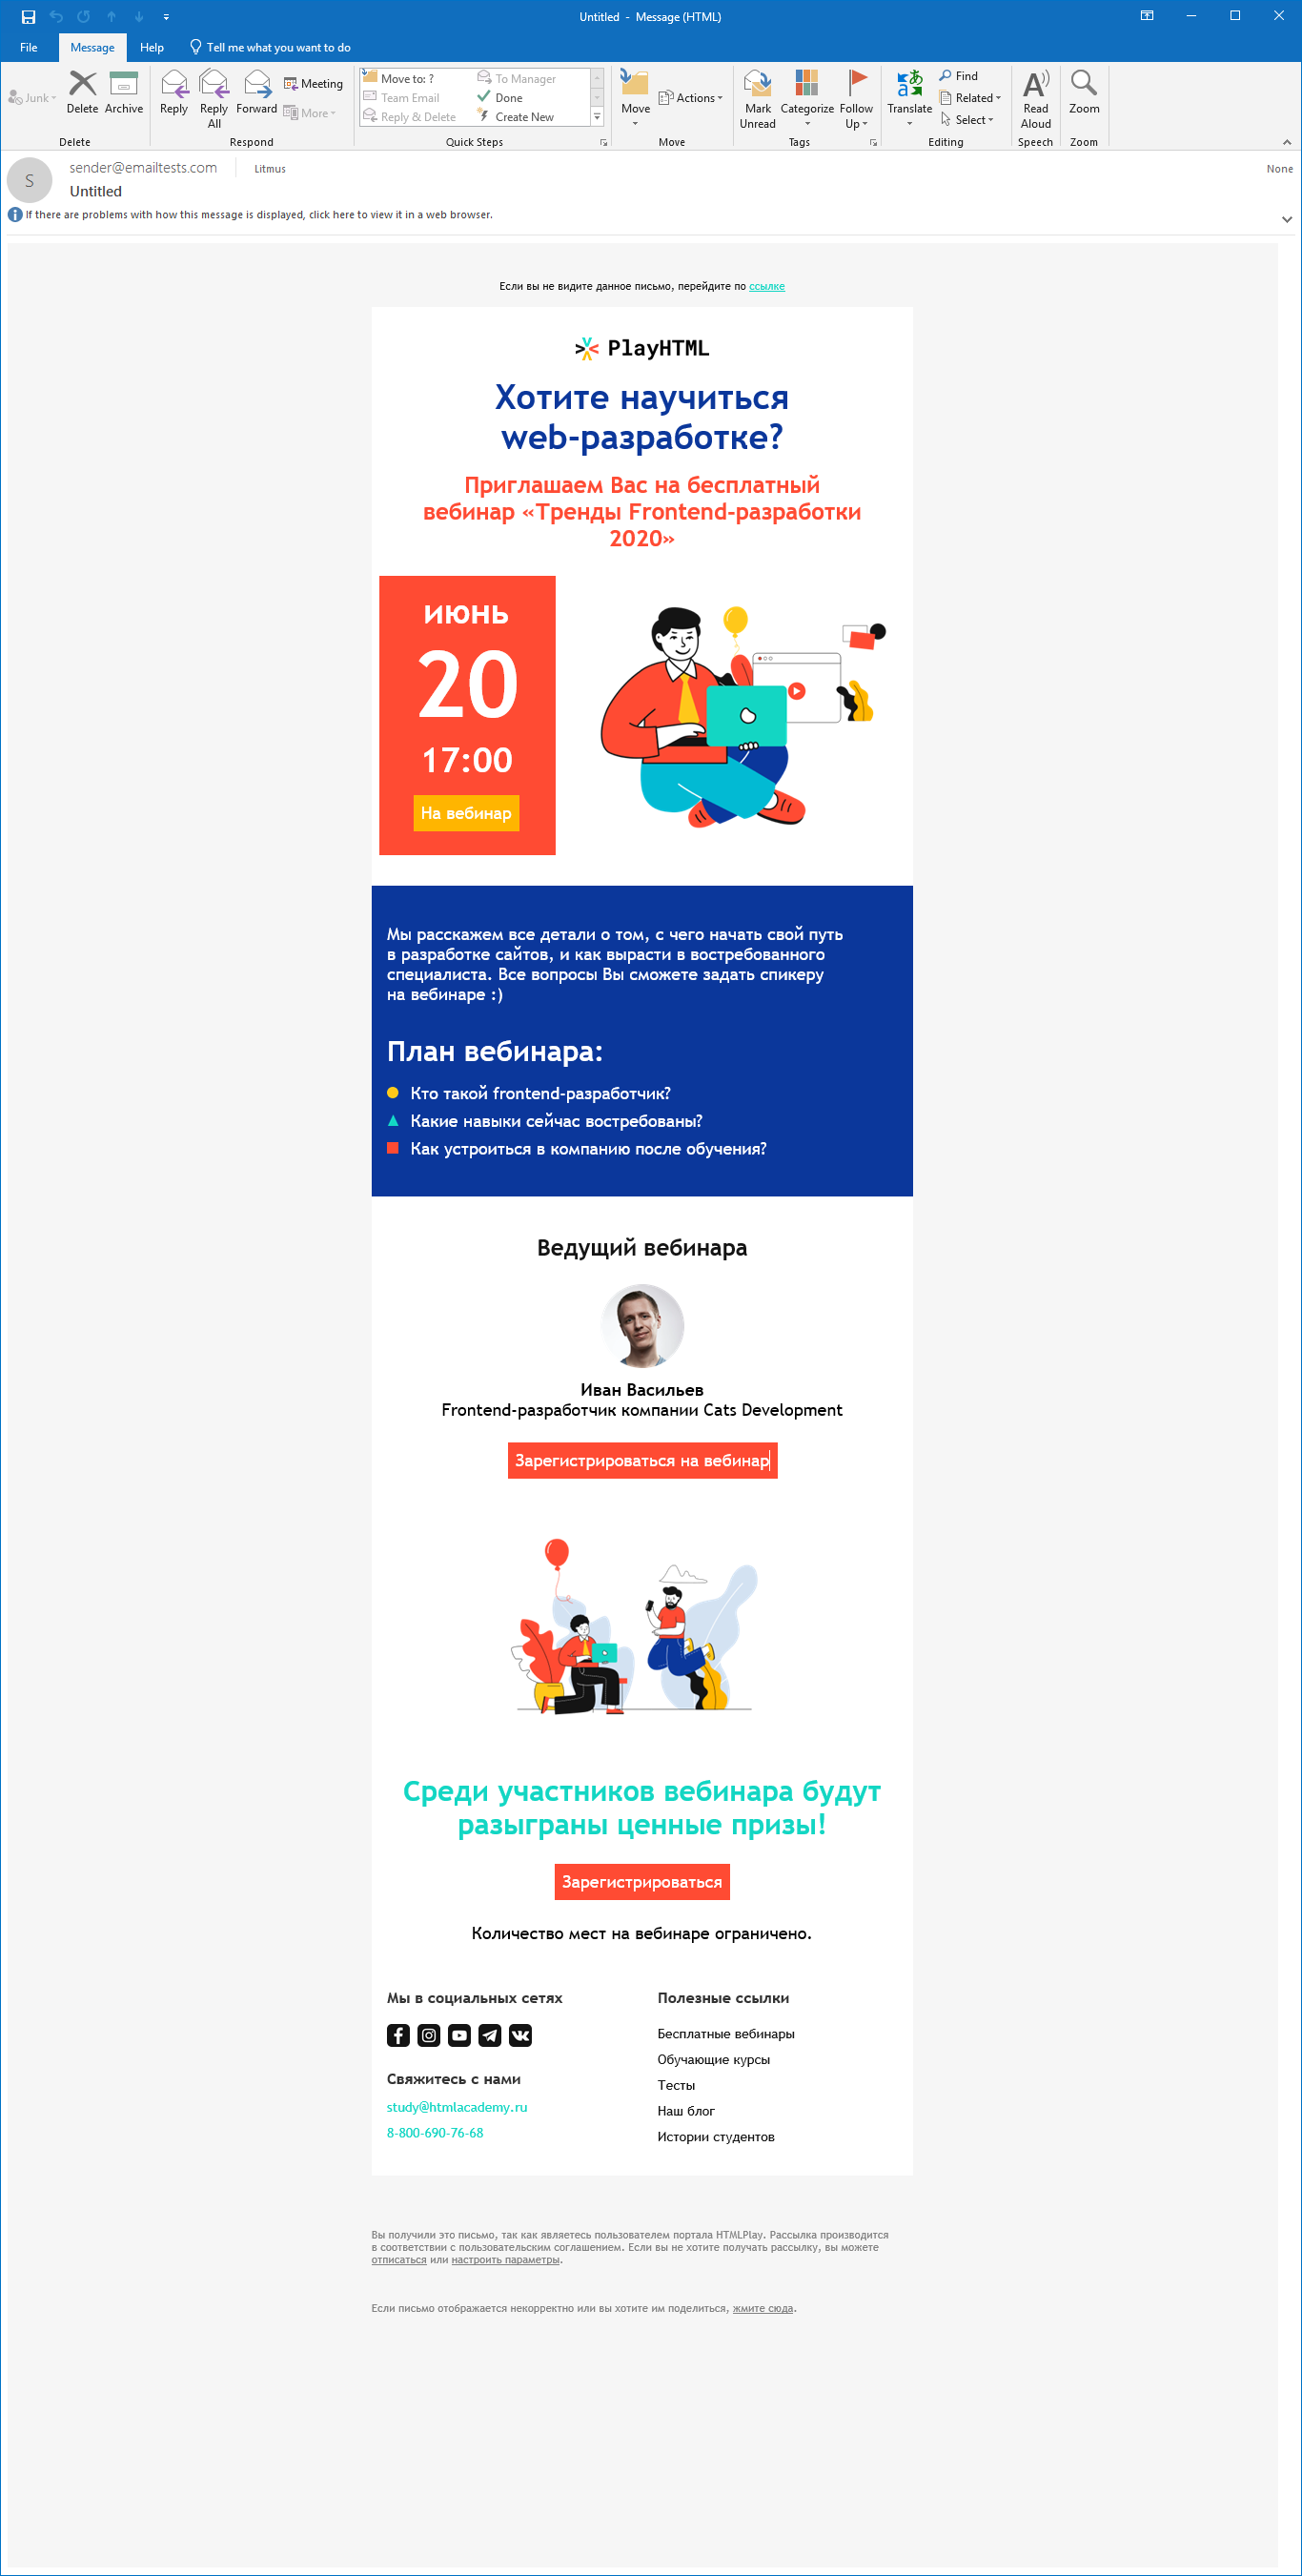 Untitled - Message (HTML)
File
Message
Help
Tell me what you want to do
Junk
Delete
Archive
Delete
Reply
Reply All
Forward
Meeting
More
Respond
Move to: ?
Team Email
Reply & Delete
To Manager
Done
Create New
Quick Steps
Move
Actions
Move
Mark Unread
Categorize
Follow Up
Tags
Translate
Find
Related
Select
Editing
Read Aloud
Speech
Zoom
Zoom
S
sender@emailtests.com
Litmus
None
Untitled
If there are problems with how this message is displayed, click here to view it in a web browser.
Если вы не видите данное письмо, перейдите по ссылке
PlayHTML
Хотите научиться
web-разработке?
Приглашаем Вас на бесплатный
вебинар «Тренды Frontend-разработки
2020»
июнь
20
17:00
На вебинар
Мы расскажем все детали о том, с чего начать свой путь
в разработке сайтов, и как вырасти в востребованного
специалиста. Все вопросы Вы сможете задать спикеру
на вебинаре :)
План вебинара:
Кто такой frontend-разработчик?
Какие навыки сейчас востребованы?
Как устроиться в компанию после обучения?
Ведущий вебинара
Иван Васильев
Frontend-разработчик компании Cats Development
Зарегистрироваться на вебинар
Среди участников вебинара будут
разыграны ценные призы!
Зарегистрироваться
Количество мест на вебинаре ограничено.
Мы в социальных сетях
Свяжитесь с нами
study@htmlacademy.ru
8-800-690-76-68
Полезные ссылки
Бесплатные вебинары
Обучающие курсы
Тесты
Наш блог
Истории студентов
Вы получили это письмо, так как являетесь пользователем портала HTMLPlay. Рассылка производится
в соответствии с пользовательским соглашением. Если вы не хотите получать рассылку, вы можете
отписаться или настроить параметры.
Если письмо отображается некорректно или вы хотите им поделиться, жмите сюда.